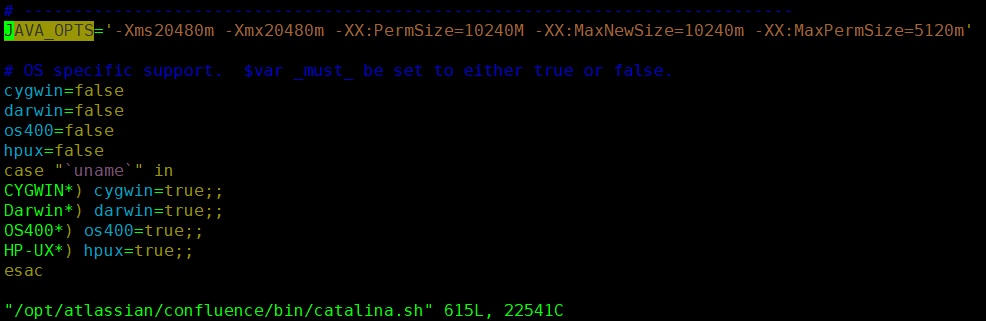 # -----------------------------------------------------------------------------
JAVA_OPTS='-Xms20480m -Xmx20480m -XX:PermSize=10240M -XX:MaxNewSize=10240m -XX:MaxPermSize=5120m'
# OS specific support.  $var _must_ be set to either true or false.
cygwin=false
darwin=false
os400=false
hpux=false
case "`uname`" in
CYGWIN*) cygwin=true;;
Darwin*) darwin=true;;
OS400*) os400=true;;
HP-UX*) hpux=true;;
esac
"/opt/atlassian/confluence/bin/catalina.sh" 615L, 22541C